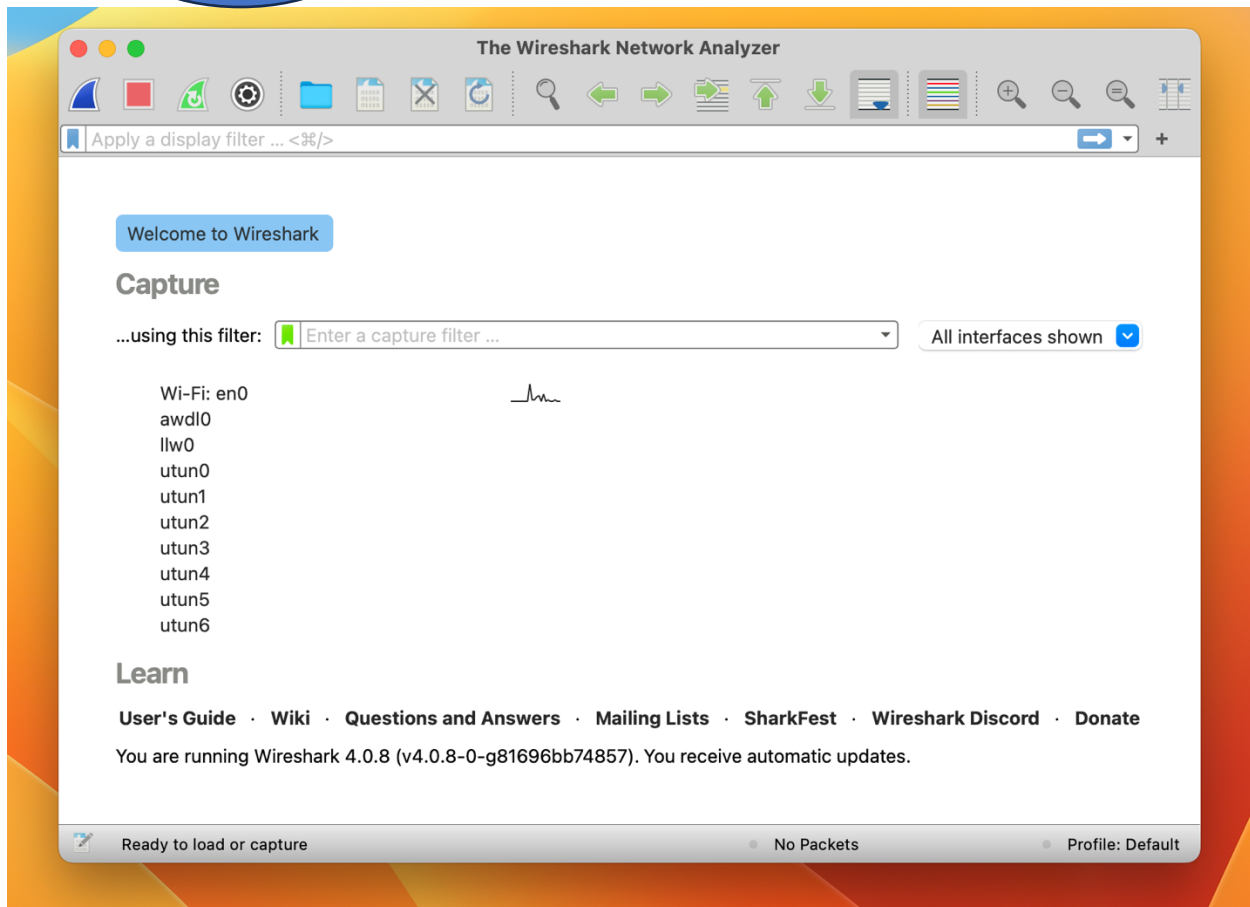 The Wireshark Network Analyzer
Apply a display filter ... <⌘/>
+
Welcome to Wireshark
Capture
...using this filter: Enter a capture filter ... All interfaces shown
Wi-Fi: en0
awdl0
llw0
utun0
utun1
utun2
utun3
utun4
utun5
utun6
Learn
User's Guide · Wiki · Questions and Answers · Mailing Lists · SharkFest · Wireshark Discord · Donate
You are running Wireshark 4.0.8 (v4.0.8-0-g81696bb74857). You receive automatic updates.
Ready to load or capture No Packets Profile: Default